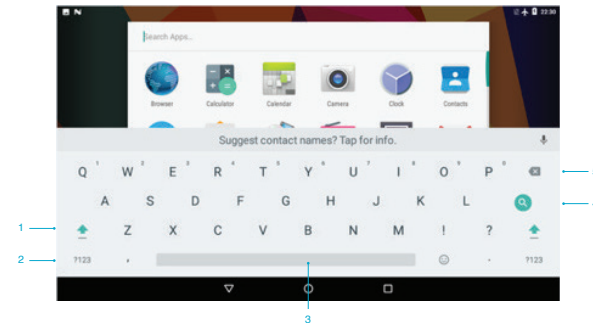 22:30
Search Apps...
Browser Calculator Calendar Camera Clock Contacts
Suggest contact names? Tap for info.
Q 1 W 2 E 3 R 4 T 5 Y 6 U 7 I 8 O 9 P 0
A S D F G H J K L
1 Z X C V B N M ! ?
2 ?123 , . ?123
3